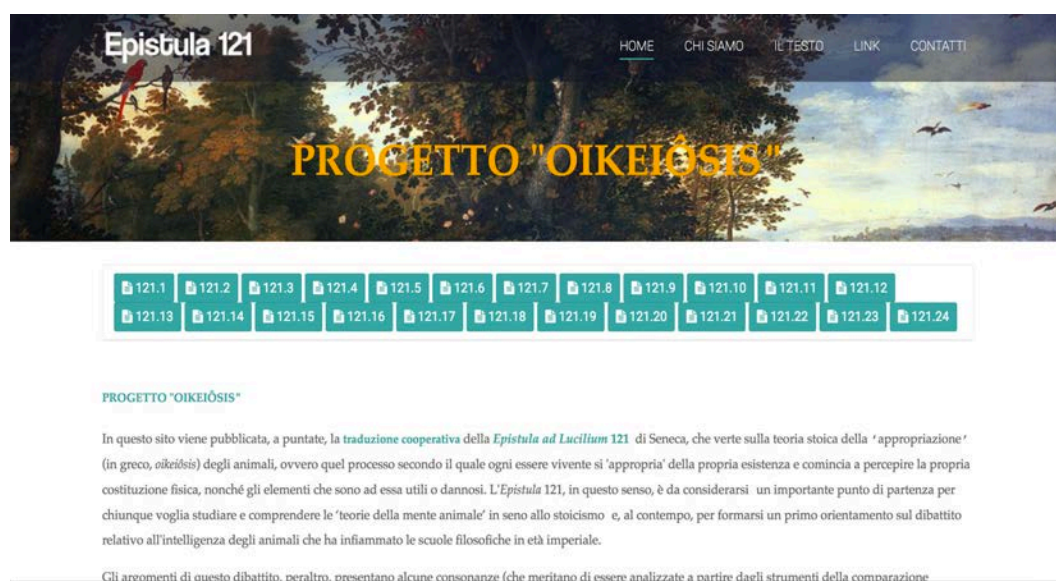 Epistula 121
HOME CHI SIAMO IL TESTO LINK CONTATTI
PROGETTO "OIKEIÔSIS"
121.1 121.2 121.3 121.4 121.5 121.6 121.7 121.8 121.9 121.10 121.11 121.12
121.13 121.14 121.15 121.16 121.17 121.18 121.19 121.20 121.21 121.22 121.23 121.24
PROGETTO "OIKEIÔSIS"
In questo sito viene pubblicata, a puntate, la traduzione cooperativa della Epistula ad Lucilium 121 di Seneca, che verte sulla teoria stoica della 'appropriazione'
(in greco, oikeiôsis) degli animali, ovvero quel processo secondo il quale ogni essere vivente si 'appropria' della propria esistenza e comincia a percepire la propria
costituzione fisica, nonché gli elementi che sono ad essa utili o dannosi. L'Epistula 121, in questo senso, è da considerarsi un importante punto di partenza per
chiunque voglia studiare e comprendere le 'teorie della mente animale' in seno allo stoicismo e, al contempo, per formarsi un primo orientamento sul dibattito
relativo all'intelligenza degli animali che ha infiammato le scuole filosofiche in età imperiale.
Gli argomenti di questo dibattito, peraltro, presentano alcune consonanze (che meritano di essere analizzate a partire dagli strumenti della comparazione